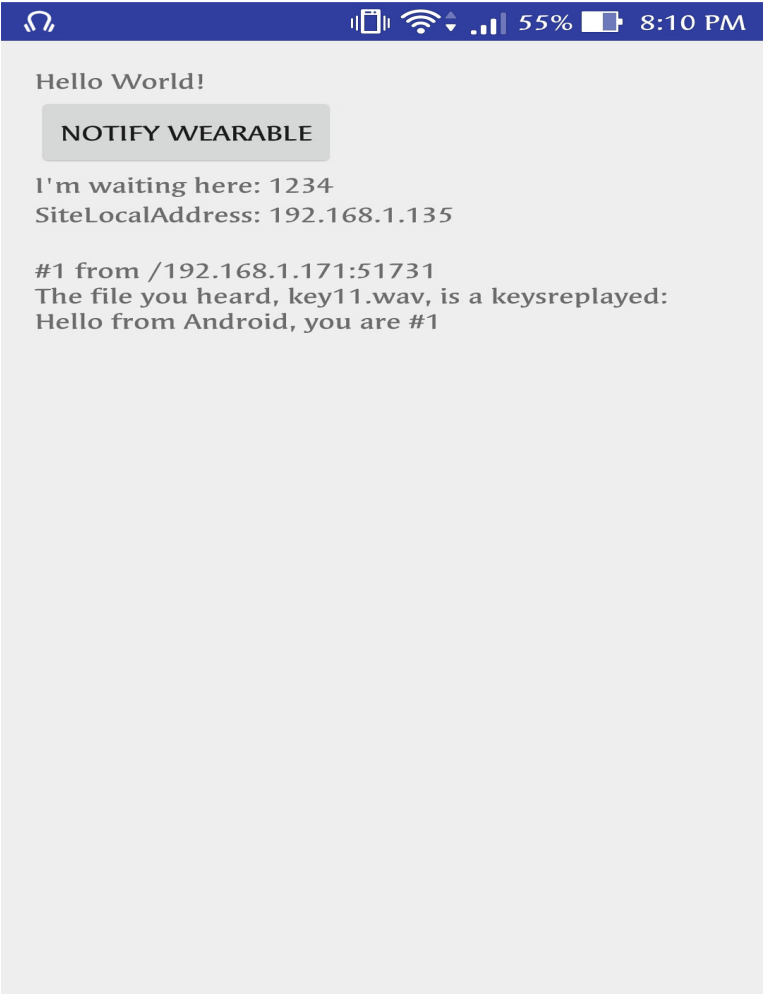 55% 8:10 PM
Hello World!
NOTIFY WEARABLE
I'm waiting here: 1234
SiteLocalAddress: 192.168.1.135
#1 from /192.168.1.171:51731
The file you heard, key11.wav, is a keysreplayed:
Hello from Android, you are #1